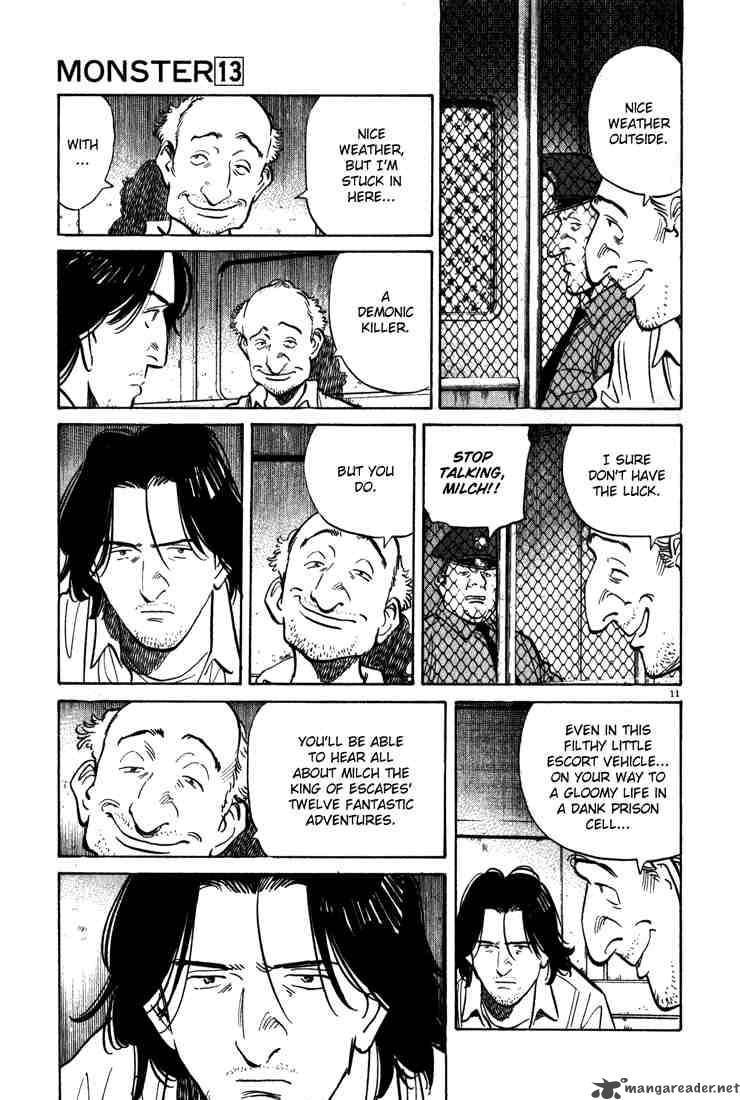 MONSTER 13
NICE
WEATHER
OUTSIDE.
NICE
WEATHER,
BUT I'M
STUCK IN
HERE...
WITH
...
A
DEMONIC
KILLER.
I SURE
DON'T HAVE
THE LUCK.
STOP
TALKING,
MILCH!!
BUT YOU
DO.
11
EVEN IN THIS
FILTHY LITTLE
ESCORT VEHICLE...
ON YOUR WAY TO
A GLOOMY LIFE IN
A DANK PRISON
CELL...
YOU'LL BE ABLE
TO HEAR ALL
ABOUT MILCH THE
KING OF ESCAPES'
TWELVE FANTASTIC
ADVENTURES.
mangareader.net